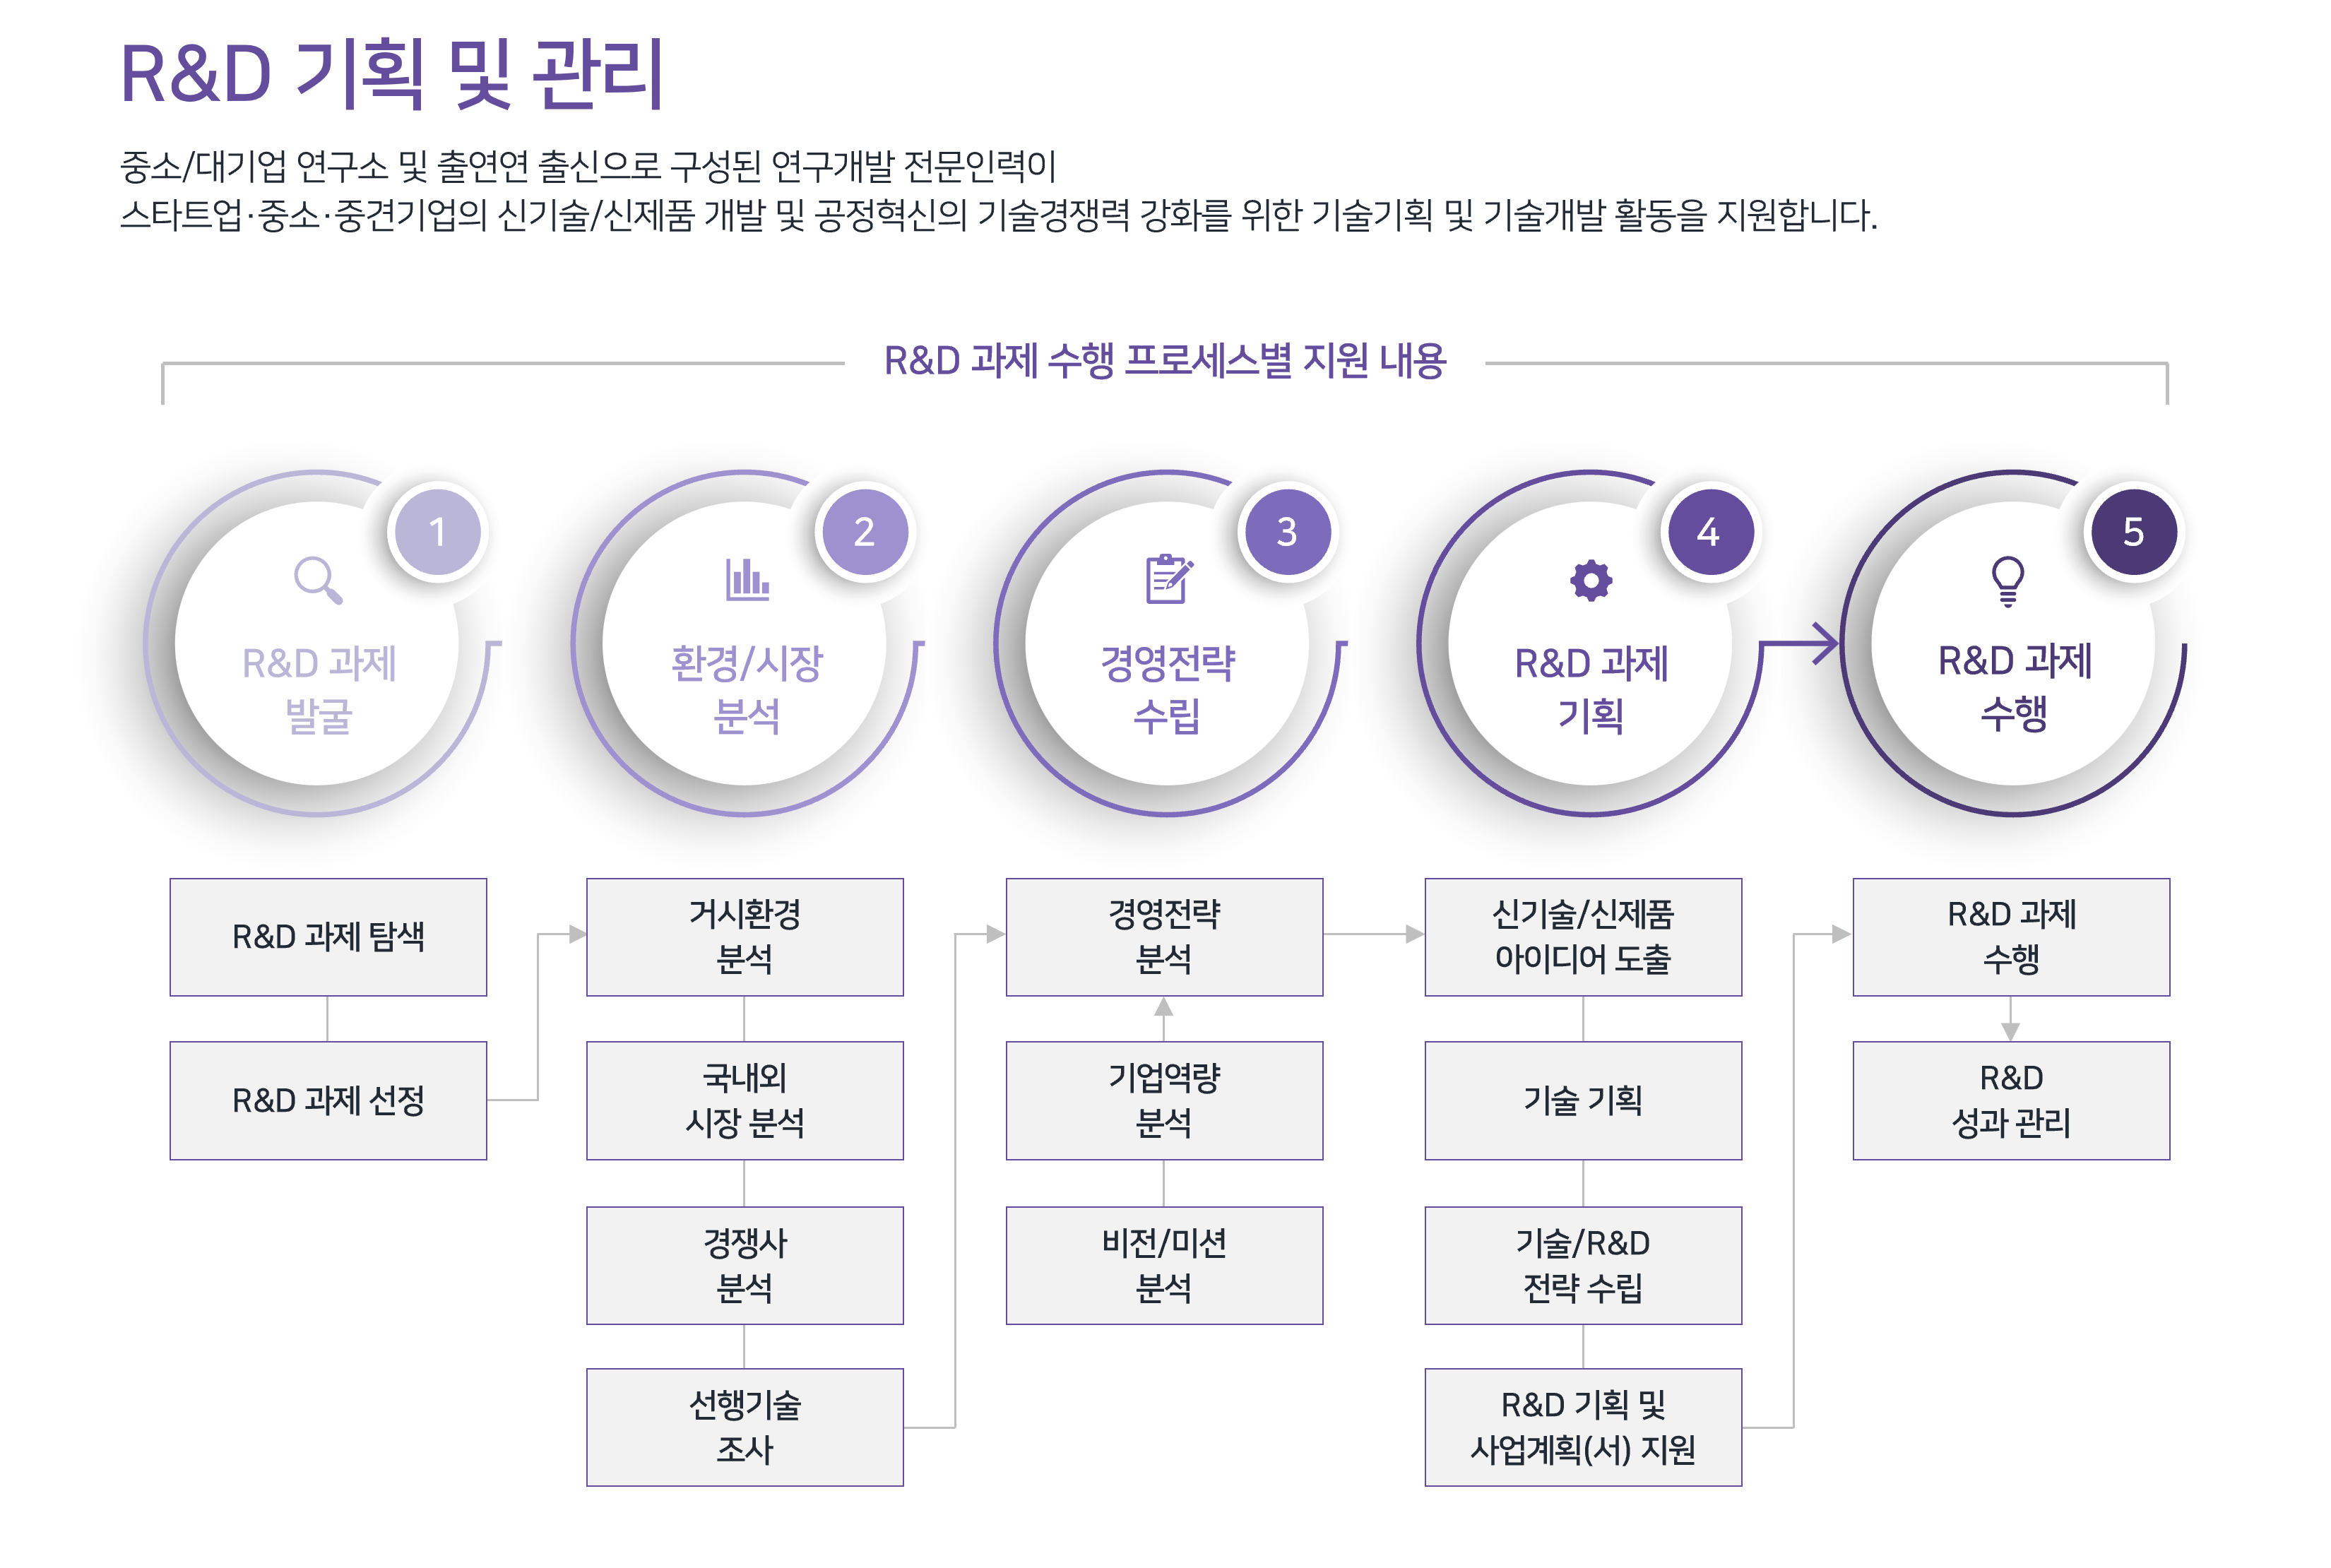 R&D 기획 및 관리
중소/대기업 연구소 및 출연연 출신으로 구성된 연구개발 전문인력이
스타트업·중소·중견기업의 신기술/신제품 개발 및 공정혁신의 기술경쟁력 강화를 위한 기술기획 및 기술개발 활동을 지원합니다.
R&D 과제 수행 프로세스별 지원 내용
1
R&D 과제
발굴
2
환경/시장
분석
3
경영전략
수립
4
R&D 과제
기획
5
R&D 과제
수행
R&D 과제 탐색
R&D 과제 선정
거시환경
분석
국내외
시장 분석
경쟁사
분석
선행기술
조사
경영전략
분석
기업역량
분석
비전/미션
분석
신기술/신제품
아이디어 도출
기술 기획
기술/R&D
전략 수립
R&D 기획 및
사업계획(서) 지원
R&D 과제
수행
R&D
성과 관리